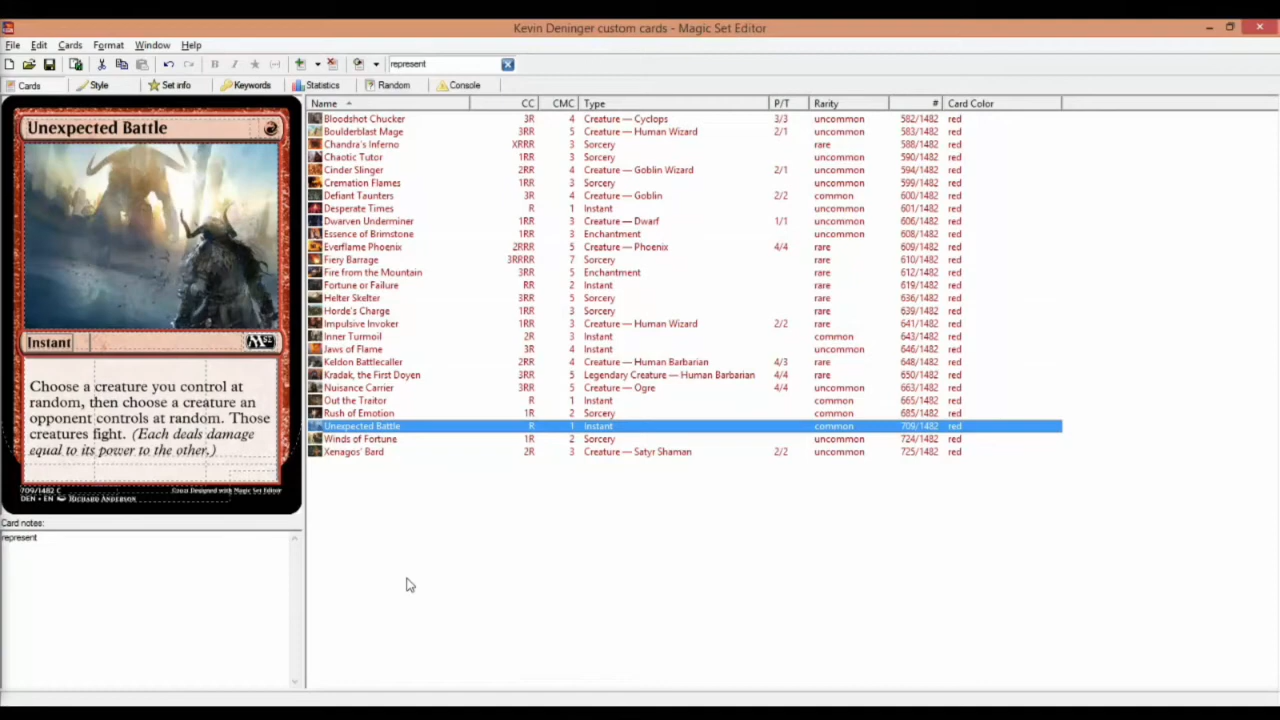 Kevin Deninger custom cards - Magic Set Editor
File Edit Cards Format Window Help
B I represent
Cards Style Set info Keywords Statistics Random Console
Name CC CMC Type P/T Rarity # Card Color
Bloodshot Chucker 3R 4 Creature — Cyclops 3/3 uncommon 582/1482 red
Boulderblast Mage 3RR 5 Creature — Human Wizard 2/1 uncommon 583/1482 red
Chandra's Inferno XRRR 3 Sorcery rare 588/1482 red
Chaotic Tutor 1RR 3 Sorcery uncommon 590/1482 red
Cinder Slinger 2RR 4 Creature — Goblin Wizard 2/1 uncommon 594/1482 red
Cremation Flames 1RR 3 Sorcery uncommon 599/1482 red
Defiant Taunters 3R 4 Creature — Goblin 2/2 common 600/1482 red
Desperate Times R 1 Instant uncommon 601/1482 red
Dwarven Underminer 1RR 3 Creature — Dwarf 1/1 uncommon 606/1482 red
Essence of Brimstone 1RR 3 Enchantment uncommon 608/1482 red
Everflame Phoenix 2RRR 5 Creature — Phoenix 4/4 rare 609/1482 red
Fiery Barrage 3RRRR 7 Sorcery rare 610/1482 red
Fire from the Mountain 3RR 5 Enchantment rare 612/1482 red
Fortune or Failure RR 2 Instant rare 619/1482 red
Helter Skelter 3RR 5 Sorcery rare 636/1482 red
Horde's Charge 1RR 3 Sorcery rare 639/1482 red
Impulsive Invoker 1RR 3 Creature — Human Wizard 2/2 rare 641/1482 red
Inner Turmoil 2R 3 Instant common 643/1482 red
Jaws of Flame 3R 4 Instant uncommon 646/1482 red
Keldon Battlecaller 2RR 4 Creature — Human Barbarian 4/3 rare 648/1482 red
Kradak, the First Doyen 3RR 5 Legendary Creature — Human Barbarian 4/4 rare 650/1482 red
Nuisance Carrier 3RR 5 Creature — Ogre 4/4 uncommon 663/1482 red
Out the Traitor R 1 Instant common 665/1482 red
Rush of Emotion 1R 2 Sorcery common 685/1482 red
Unexpected Battle R 1 Instant common 709/1482 red
Winds of Fortune 1R 2 Sorcery uncommon 724/1482 red
Xenagos' Bard 2R 3 Creature — Satyr Shaman 2/2 uncommon 725/1482 red
Unexpected Battle
Instant
Choose a creature you control at
random, then choose a creature an
opponent controls at random. Those
creatures fight. (Each deals damage
equal to its power to the other.)
709/1482 C
DEN • EN Richard Anderson
Card notes:
represent